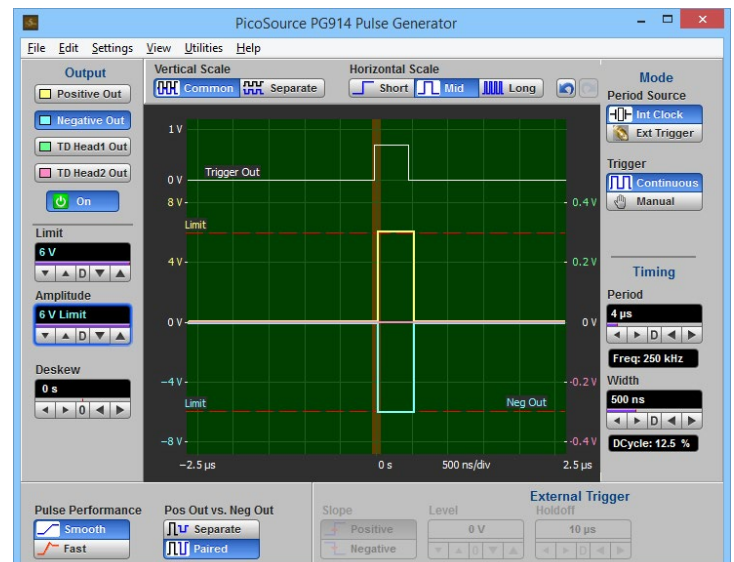 PicoSource PG914 Pulse Generator
File Edit Settings View Utilities Help
Output
Positive Out
Negative Out
TD Head1 Out
TD Head2 Out
On
Limit
6 V
D
Amplitude
6 V Limit
D
Deskew
0 s
0
Vertical Scale
Common Separate
Horizontal Scale
Short Mid Long
1 V
0 V
Trigger Out
8 V
0.4 V
Limit
4 V
0.2 V
0 V
0 V
−4 V
-0.2 V
Limit
Neg Out
−8 V
-0.4 V
−2.5 µs
0 s
500 ns/div
2.5 µs
Mode
Period Source
Int Clock
Ext Trigger
Trigger
Continuous
Manual
Timing
Period
4 µs
D
Freq: 250 kHz
Width
500 ns
D
DCycle: 12.5 %
Pulse Performance
Smooth
Fast
Pos Out vs. Neg Out
Separate
Paired
External Trigger
Slope
Positive
Negative
Level
0 V
0
Holdoff
10 µs
D